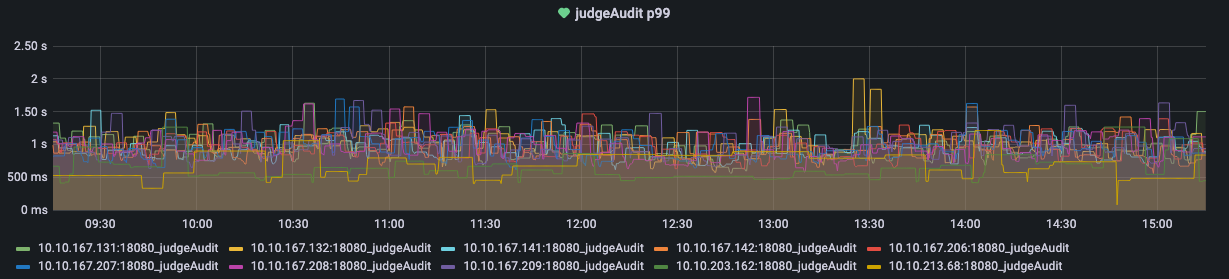 judgeAudit p99
2.50 s
2 s
1.50 s
1 s
500 ms
0 ms
09:30 10:00 10:30 11:00 11:30 12:00 12:30 13:00 13:30 14:00 14:30 15:00
10.10.167.131:18080_judgeAudit 10.10.167.132:18080_judgeAudit 10.10.167.141:18080_judgeAudit 10.10.167.142:18080_judgeAudit 10.10.167.206:18080_judgeAudit
10.10.167.207:18080_judgeAudit 10.10.167.208:18080_judgeAudit 10.10.167.209:18080_judgeAudit 10.10.203.162:18080_judgeAudit 10.10.213.68:18080_judgeAudit